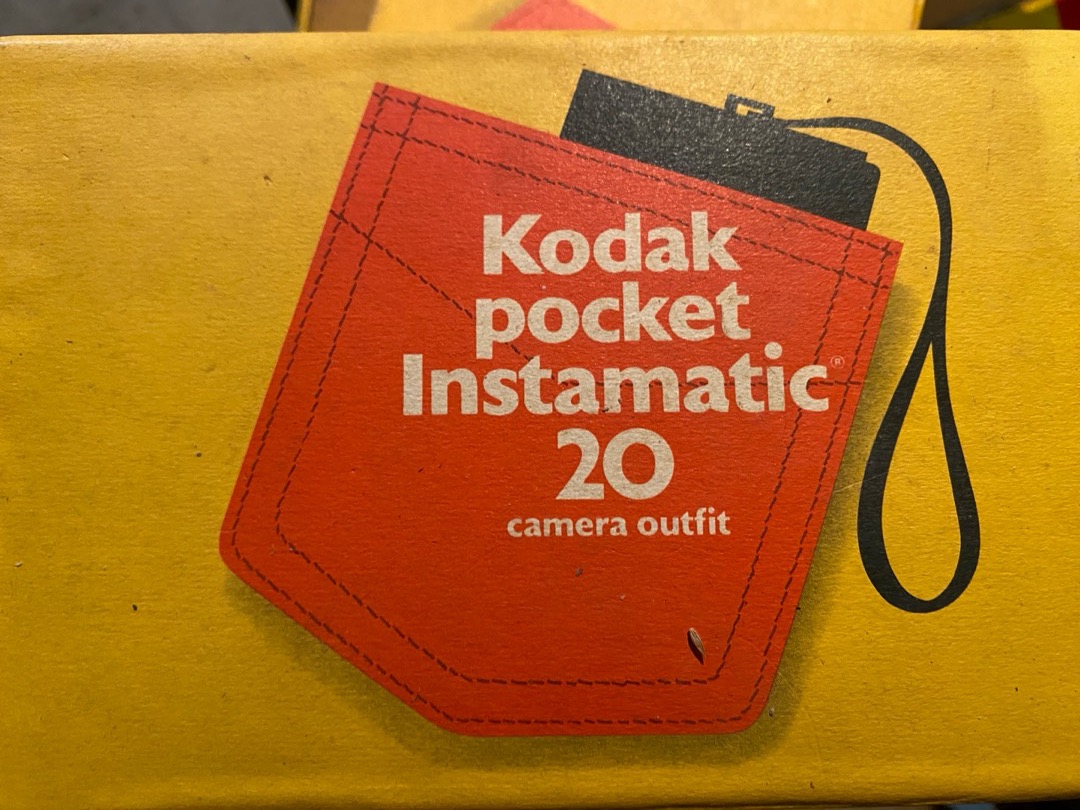 Kodak
pocket
Instamatic®
20
camera outfit